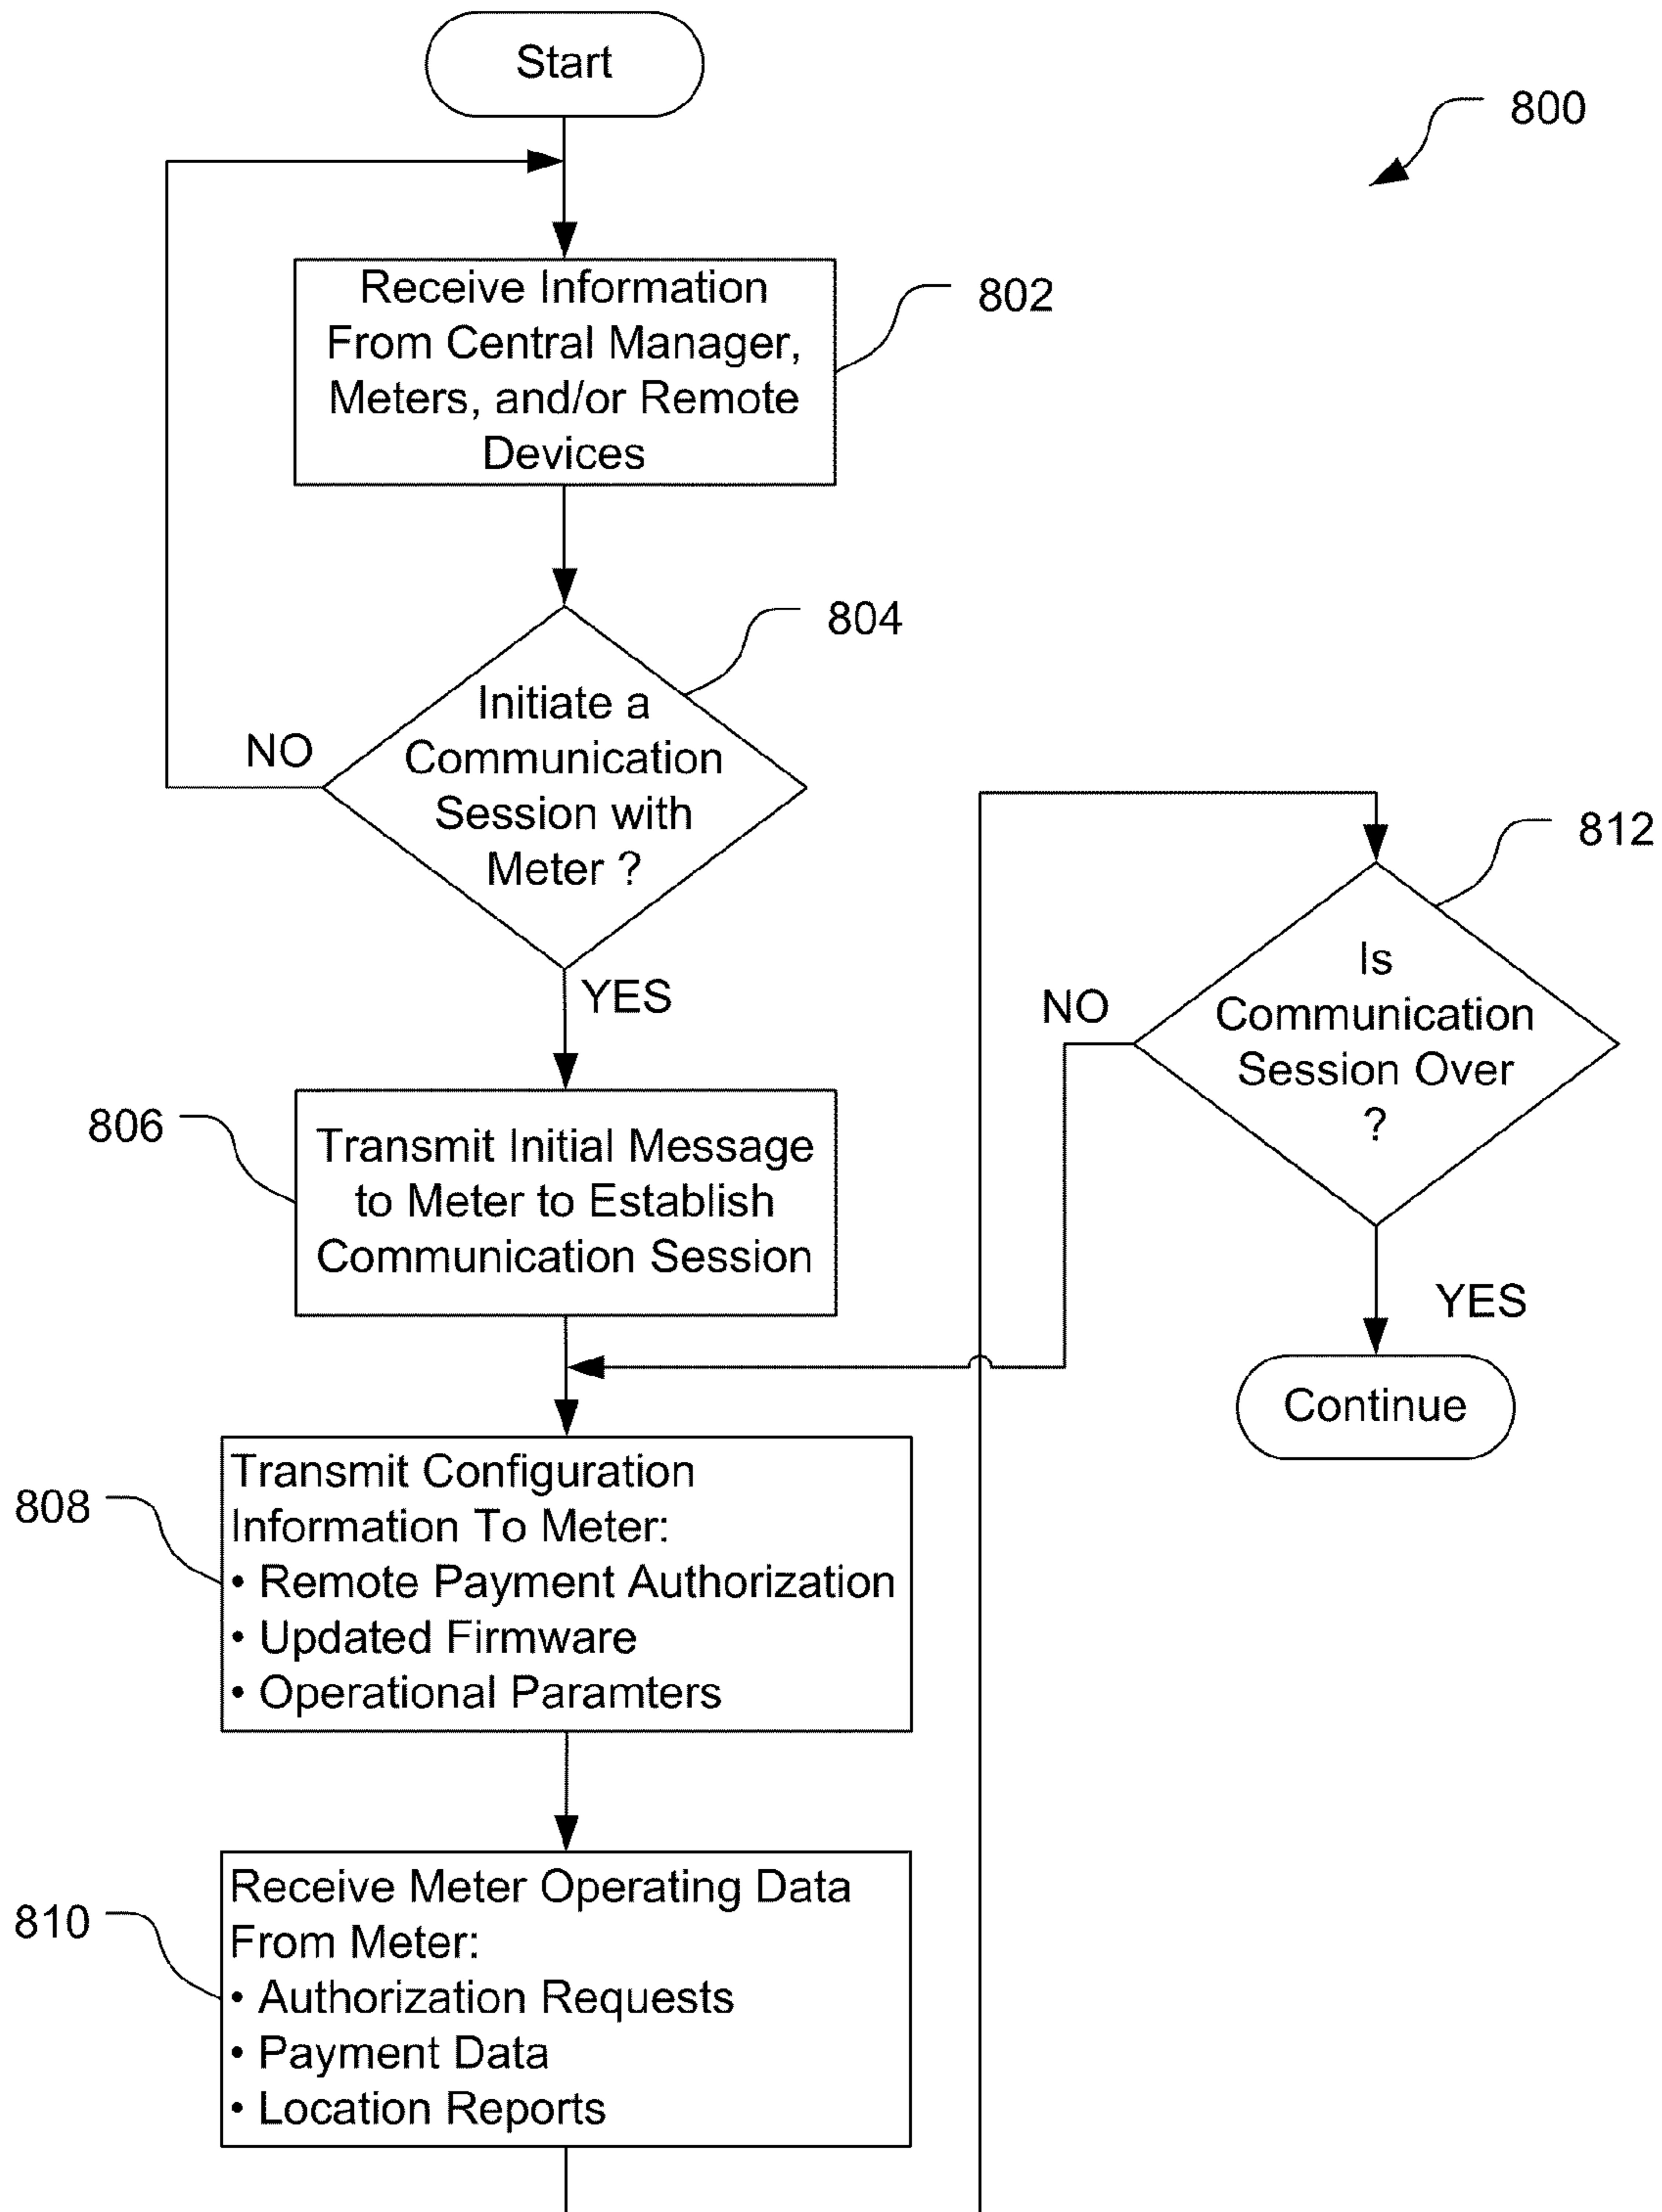 Start
800
Receive Information
From Central Manager,
Meters, and/or Remote
Devices
802
804
Initiate a
Communication
Session with
Meter ?
NO
YES
806
Transmit Initial Message
to Meter to Establish
Communication Session
808
Transmit Configuration
Information To Meter:
• Remote Payment Authorization
• Updated Firmware
• Operational Paramters
810
Receive Meter Operating Data
From Meter:
• Authorization Requests
• Payment Data
• Location Reports
812
Is
Communication
Session Over
?
NO
YES
Continue